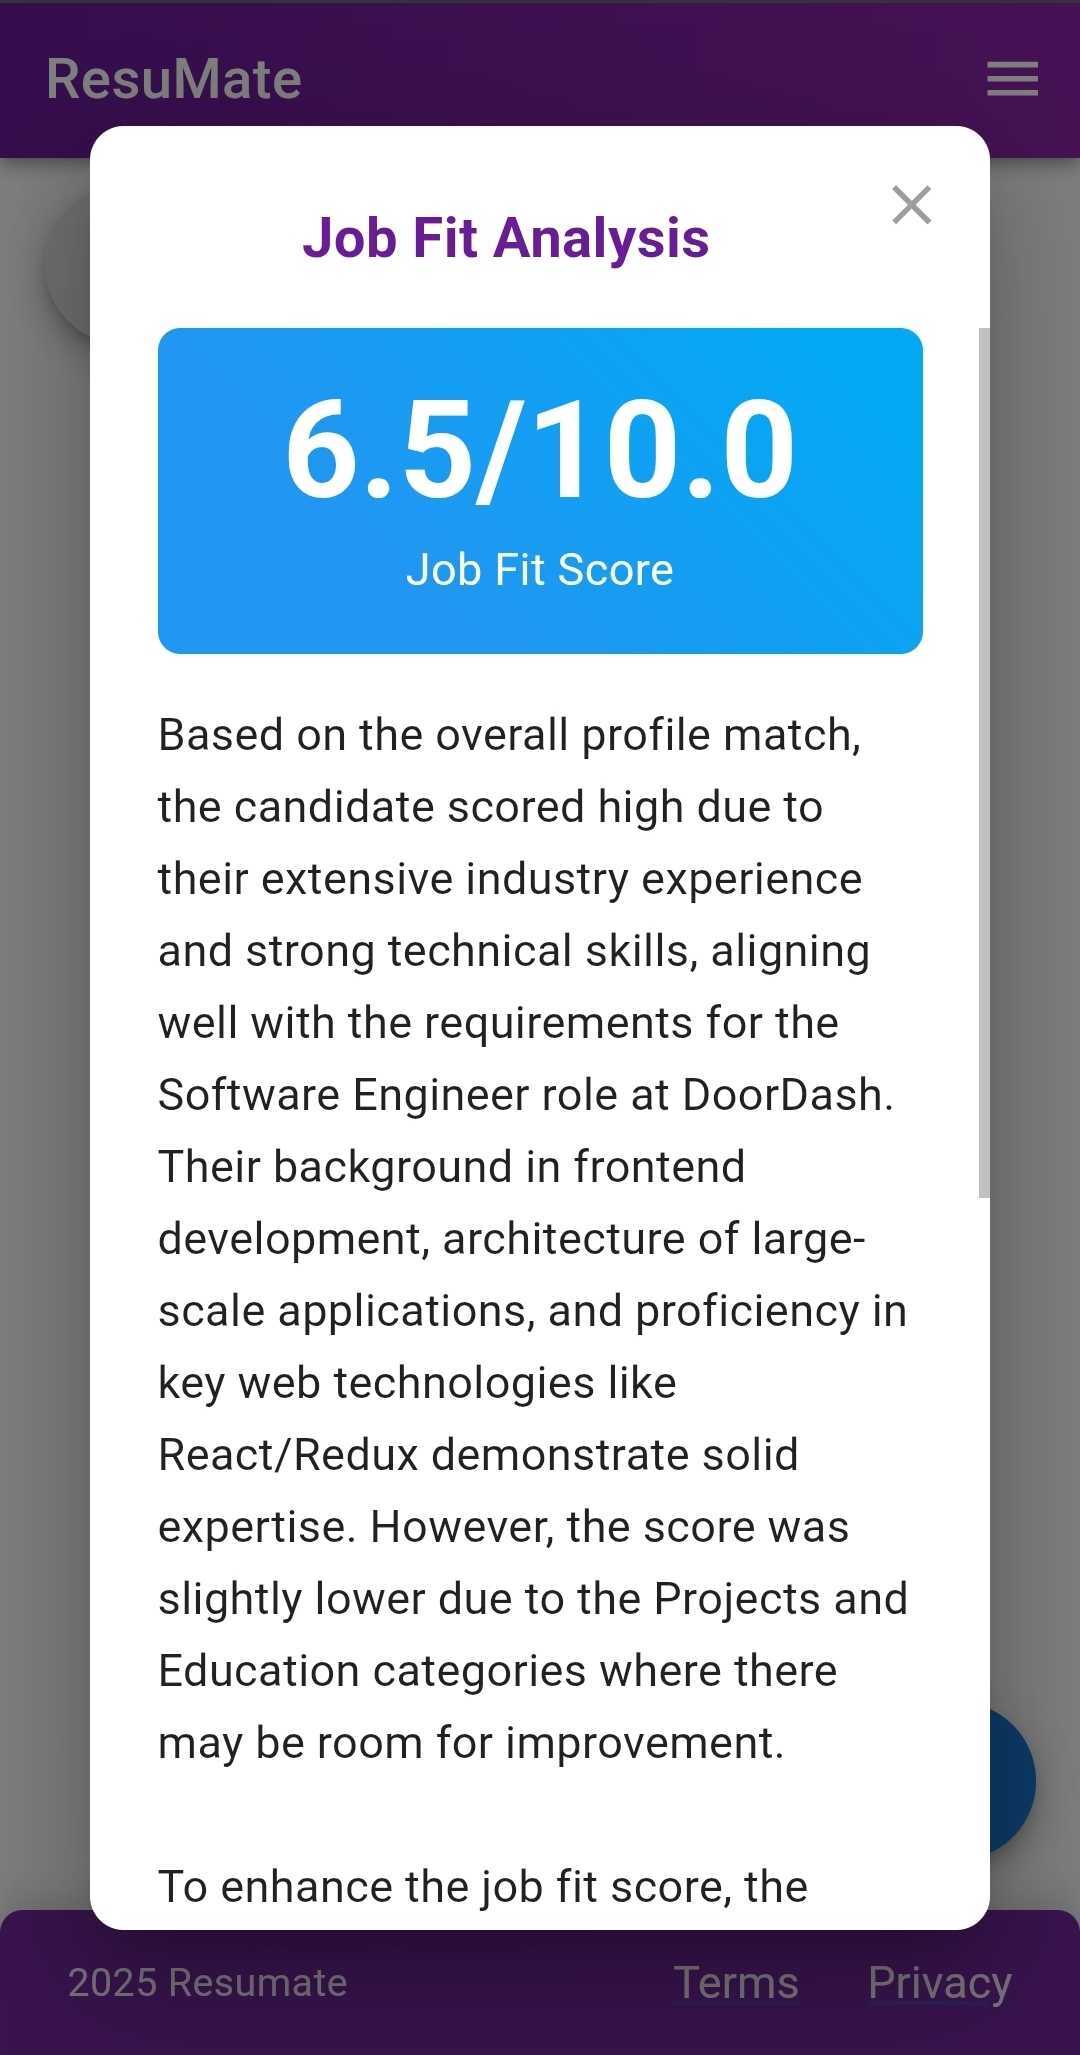 ResuMate
Job Fit Analysis
6.5/10.0
Job Fit Score
Based on the overall profile match,
the candidate scored high due to
their extensive industry experience
and strong technical skills, aligning
well with the requirements for the
Software Engineer role at DoorDash.
Their background in frontend
development, architecture of large-
scale applications, and proficiency in
key web technologies like
React/Redux demonstrate solid
expertise. However, the score was
slightly lower due to the Projects and
Education categories where there
may be room for improvement.
To enhance the job fit score, the
2025 Resumate Terms Privacy